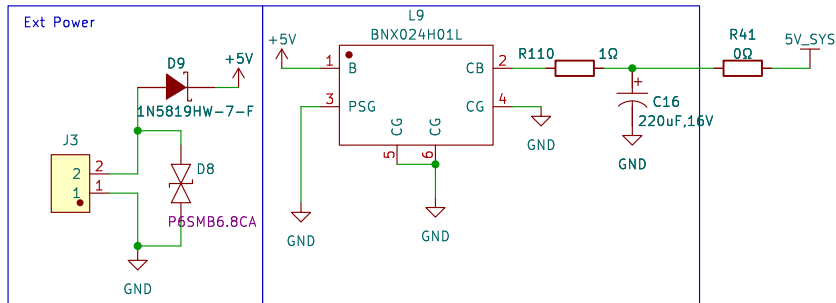 Ext Power
D9
+5V
1N5819HW-7-F
J3
2
2
1
1
D8
P6SMB6.8CA
GND
+5V
L9
BNX024H01L
1
B
CB
2
3
PSG
CG
4
CG
CG
5
6
GND
GND
GND
R110
1Ω
+
C16
220uF,16V
GND
R41
0Ω
5V_SYS